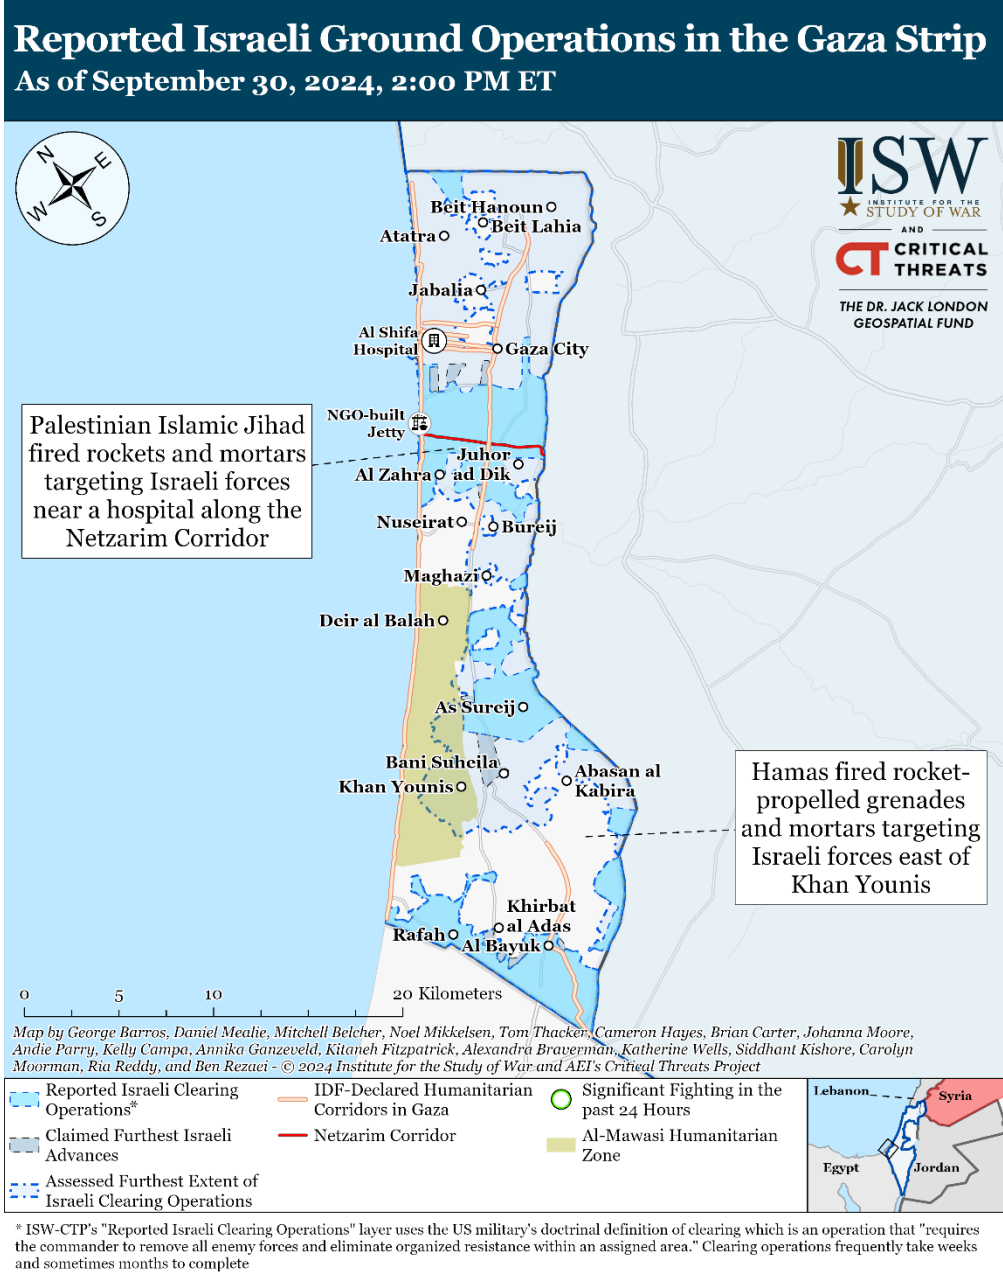 Reported Israeli Ground Operations in the Gaza Strip
As of September 30, 2024, 2:00 PM ET
N
E
W
S
ISW
INSTITUTE FOR THE
STUDY OF WAR
AND
CT CRITICAL
THREATS
THE DR. JACK LONDON
GEOSPATIAL FUND
Beit Hanoun
Beit Lahia
Atatra
Jabalia
Al Shifa
Hospital
Gaza City
NGO-built
Jetty
Palestinian Islamic Jihad
fired rockets and mortars
targeting Israeli forces
near a hospital along the
Netzarim Corridor
Juhor
ad Dik
Al Zahra
Nuseirat
Bureij
Maghazi
Deir al Balah
As Sureij
Bani Suheila
Abasan al
Kabira
Khan Younis
Hamas fired rocket-
propelled grenades
and mortars targeting
Israeli forces east of
Khan Younis
Khirbat
al Adas
Rafah
Al Bayuk
0 5 10 20 Kilometers
Map by George Barros, Daniel Mealie, Mitchell Belcher, Noel Mikkelsen, Tom Thacker, Cameron Hayes, Brian Carter, Johanna Moore,
Andie Parry, Kelly Campa, Annika Ganzeveld, Kitaneh Fitzpatrick, Alexandra Braverman, Katherine Wells, Siddhant Kishore, Carolyn
Moorman, Ria Reddy, and Ben Rezaei - © 2024 Institute for the Study of War and AEI's Critical Threats Project
Reported Israeli Clearing
Operations*
Claimed Furthest Israeli
Advances
Assessed Furthest Extent of
Israeli Clearing Operations
IDF-Declared Humanitarian
Corridors in Gaza
Netzarim Corridor
Significant Fighting in the
past 24 Hours
Al-Mawasi Humanitarian
Zone
Lebanon
Syria
Egypt
Jordan
* ISW-CTP's "Reported Israeli Clearing Operations" layer uses the US military's doctrinal definition of clearing which is an operation that "requires
the commander to remove all enemy forces and eliminate organized resistance within an assigned area." Clearing operations frequently take weeks
and sometimes months to complete